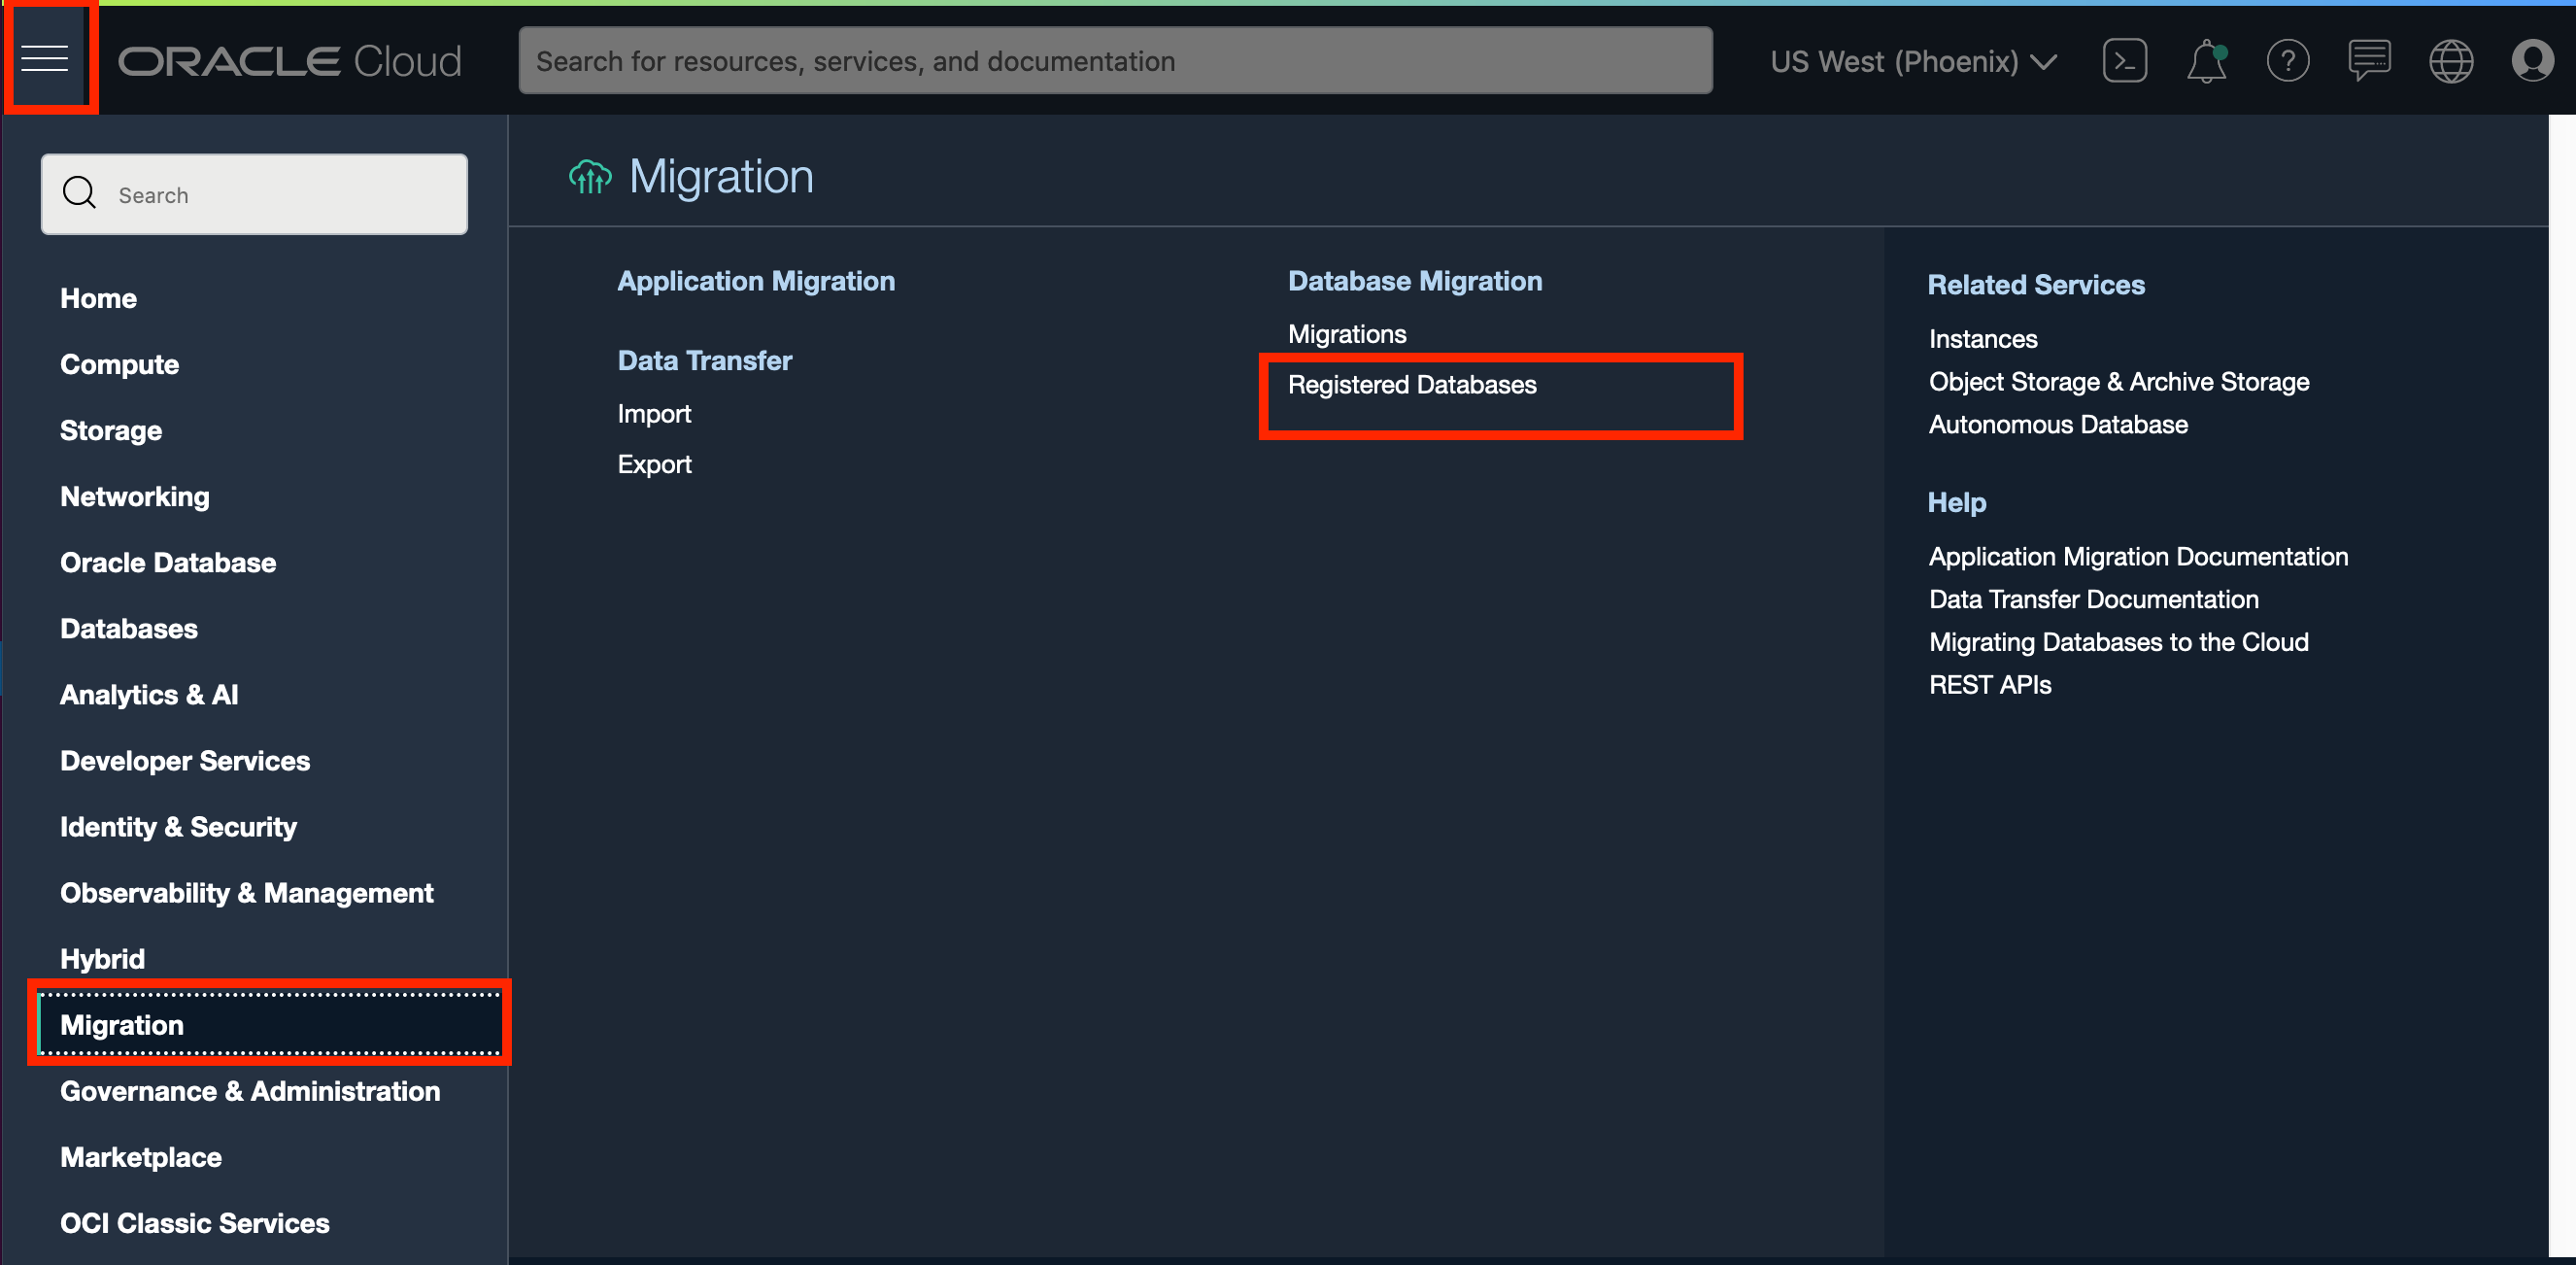 ORACLE Cloud
Search for resources, services, and documentation
US West (Phoenix)
Search
Home
Compute
Storage
Networking
Oracle Database
Databases
Analytics & AI
Developer Services
Identity & Security
Observability & Management
Hybrid
Migration
Governance & Administration
Marketplace
OCI Classic Services
Migration
Application Migration
Data Transfer
Import
Export
Database Migration
Migrations
Registered Databases
Related Services
Instances
Object Storage & Archive Storage
Autonomous Database
Help
Application Migration Documentation
Data Transfer Documentation
Migrating Databases to the Cloud
REST APIs